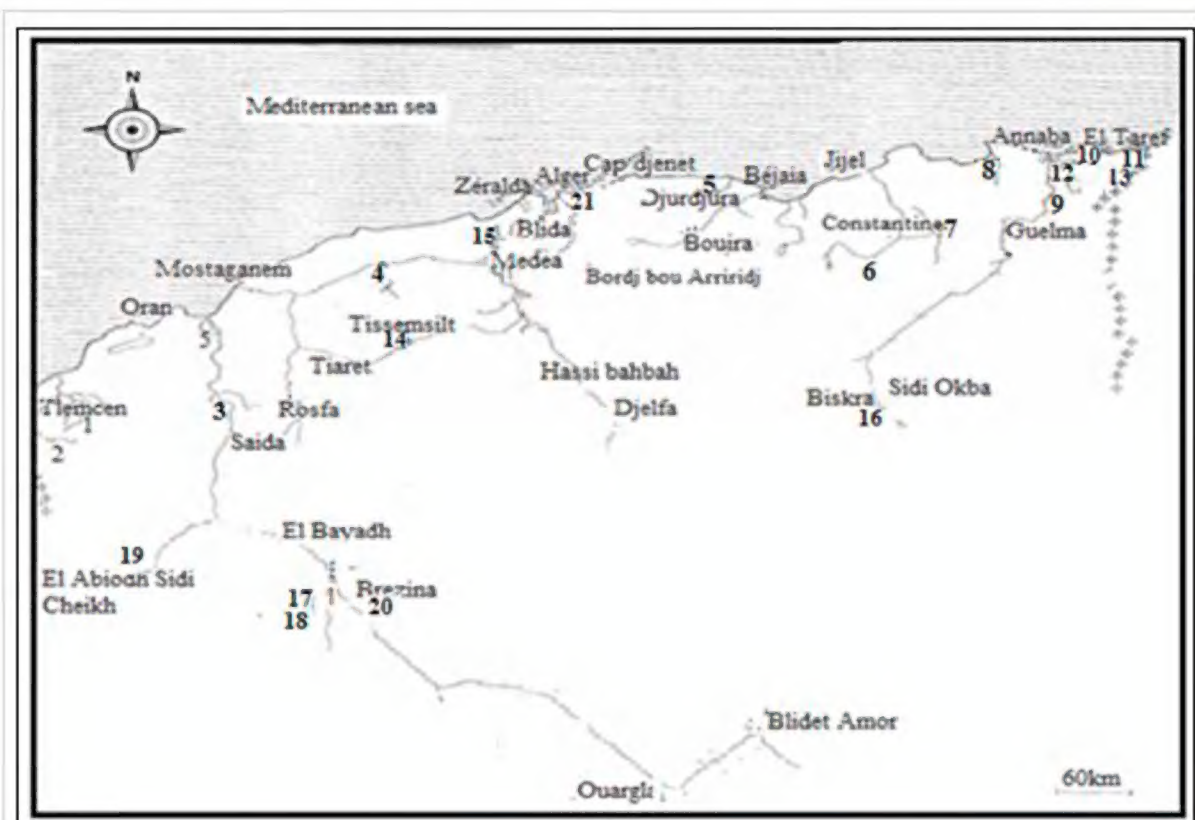 N
Mediterranean sea
Annaba
El Taref
10
11
8
12
13
Cap djenet
Jijel
Zeralda
Alger
5
Béjaia
21
Djurdjura
9
15
Blida
Constantine
7
Guelma
Bouira
Medea
Mostaganem
4
Bordj bou Arriridj
6
Oran
5
Tissemsilt
14
Tiaret
Hassi bahbah
Sidi Okba
Biskra
16
Tlemcen
1
3
Rosfa
Djelfa
2
Saida
El Bayadh
19
El Abioan Sidi
Cheikh
17
1
Brezina
20
18
Blidet Amor
60km
Ouargla